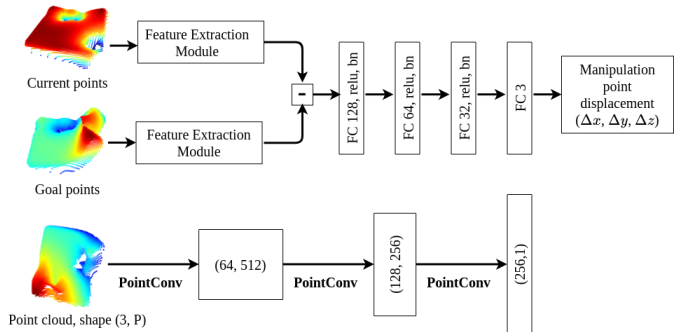 Feature Extraction
Module
Current points
-
Feature Extraction
Module
Goal points
FC 128, relu, bn
FC 64, relu, bn
FC 32, relu, bn
FC 3
Manipulation
point
displacement
(Δx, Δy, Δz)
(64, 512)
(128, 256)
(256,1)
PointConv
PointConv
PointConv
Point cloud, shape (3, P)